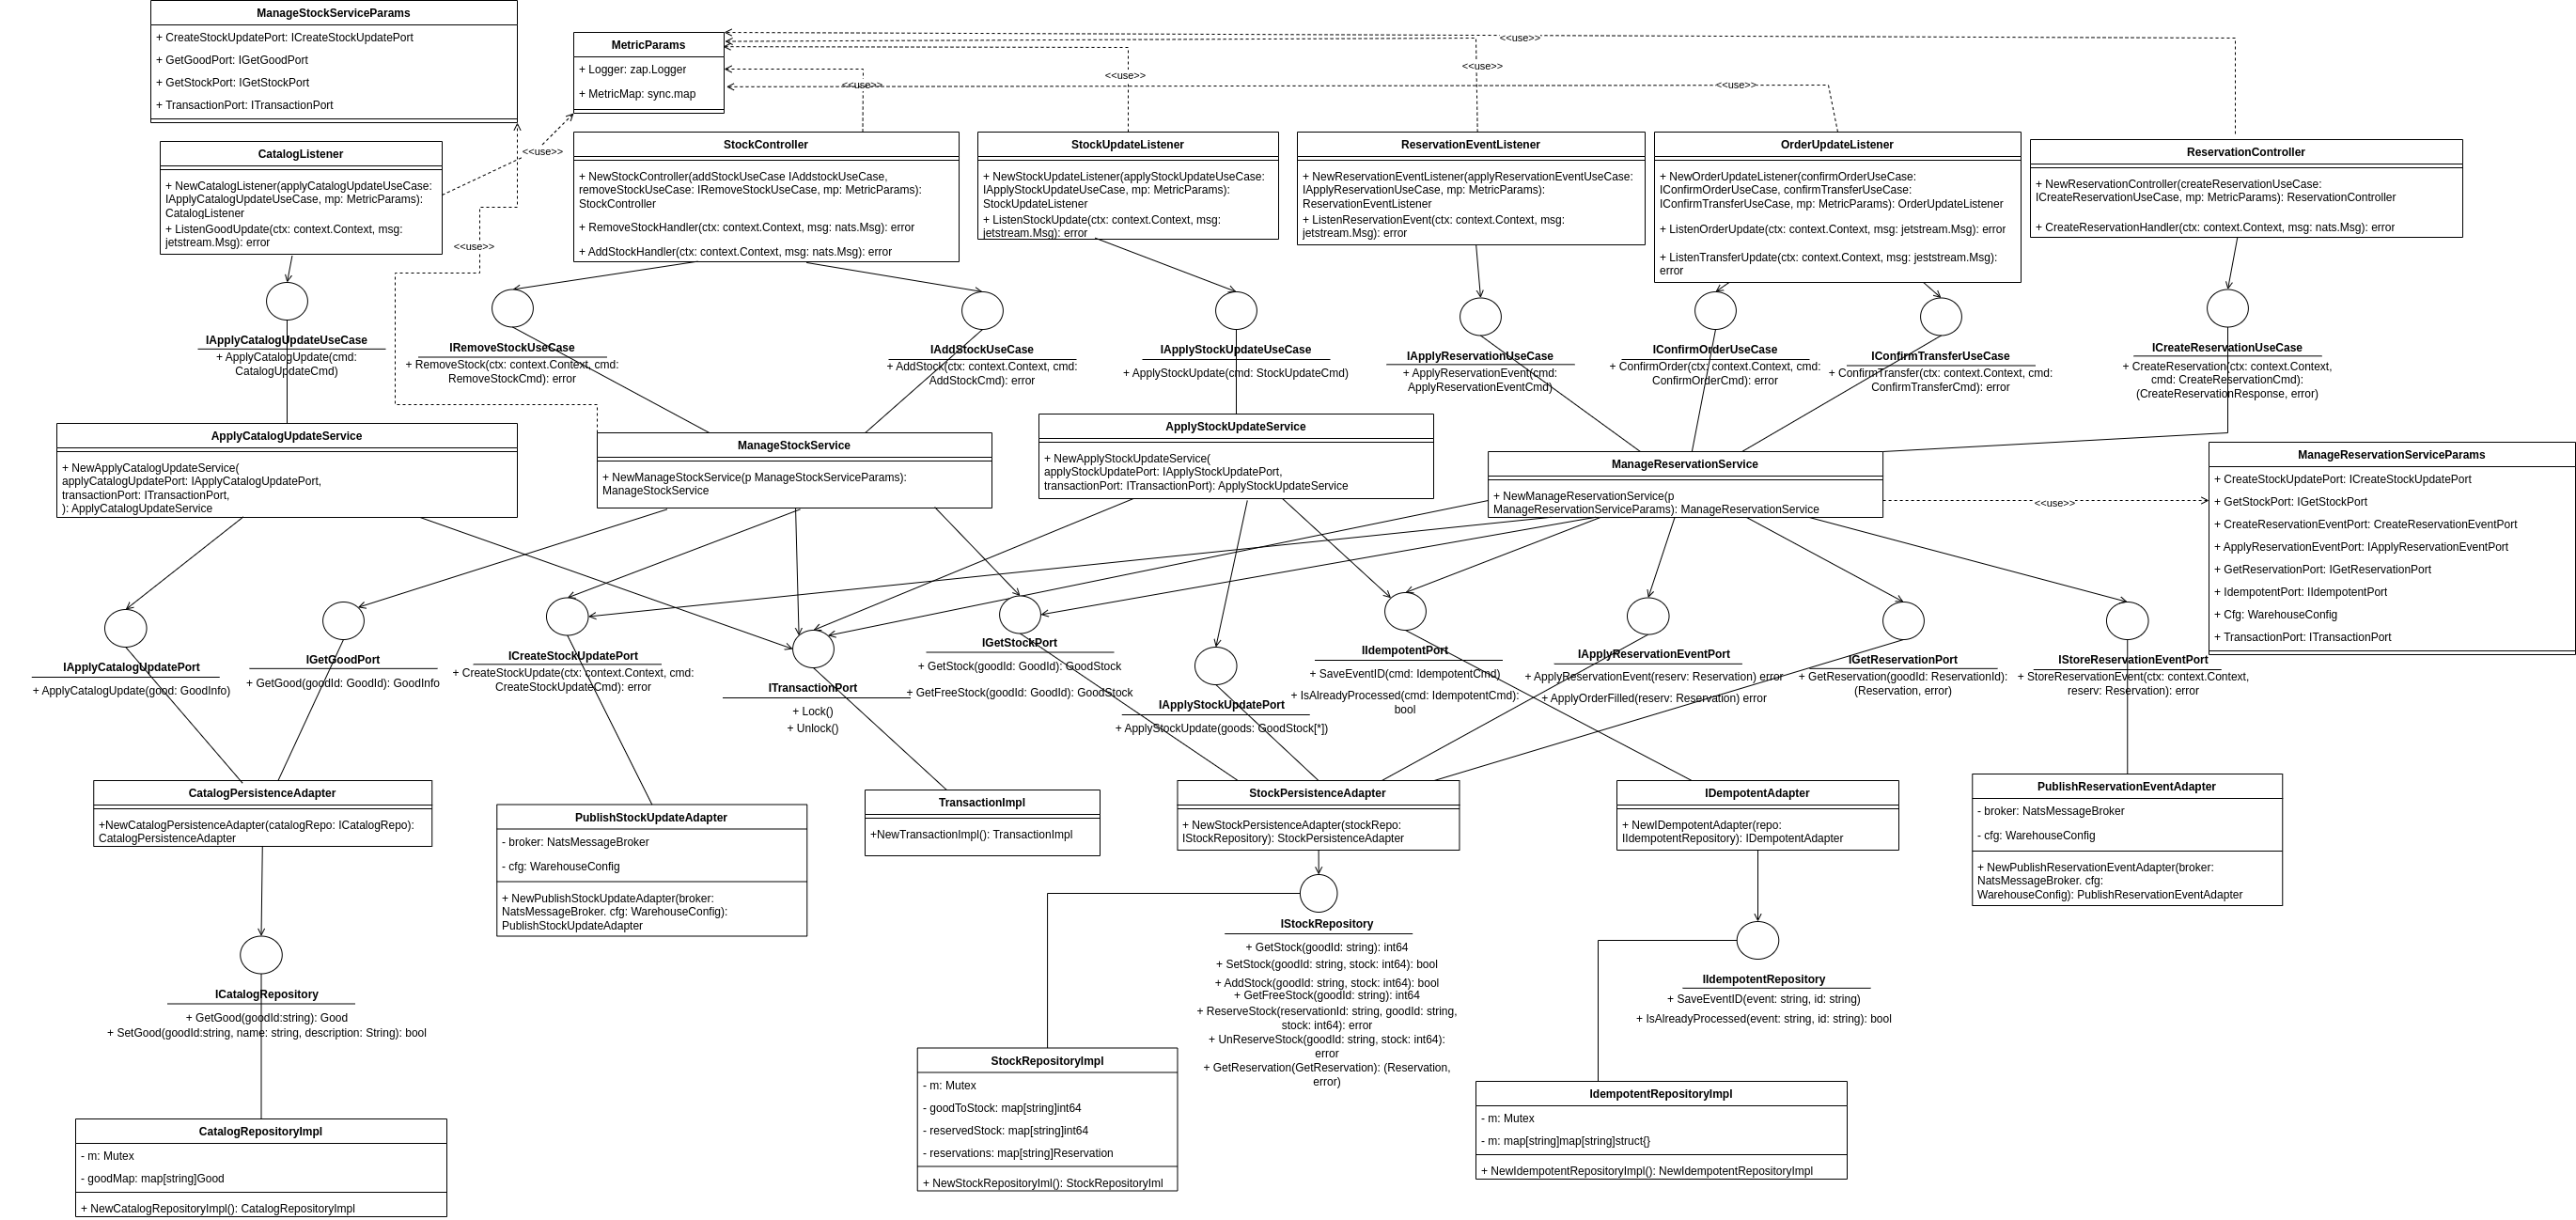 ManageStockServiceParams
+ CreateStockUpdatePort: ICreateStockUpdatePort
+ GetGoodPort: IGetGoodPort
+ GetStockPort: IGetStockPort
+ TransactionPort: ITransactionPort
MetricParams
+ Logger: zap.Logger
+ MetricMap: sync.map
<<use>>
<<use>>
<<use>>
<<use>>
<<use>>
<<use>>
<<use>>
CatalogListener
+ NewCatalogListener(applyCatalogUpdateUseCase:
IApplyCatalogUpdateUseCase, mp: MetricParams):
CatalogListener
+ ListenGoodUpdate(ctx: context.Context, msg:
jetstream.Msg): error
StockController
+ NewStockController(addStockUseCase IAddstockUseCase,
removeStockUseCase: IRemoveStockUseCase, mp: MetricParams):
StockController
+ RemoveStockHandler(ctx: context.Context, msg: nats.Msg): error
+ AddStockHandler(ctx: context.Context, msg: nats.Msg): error
StockUpdateListener
+ NewStockUpdateListener(applyStockUpdateUseCase:
IApplyStockUpdateUseCase, mp: MetricParams):
StockUpdateListener
+ ListenStockUpdate(ctx: context.Context, msg:
jetstream.Msg): error
ReservationEventListener
+ NewReservationEventListener(applyReservationEventUseCase:
IApplyReservationUseCase, mp: MetricParams):
ReservationEventListener
+ ListenReservationEvent(ctx: context.Context, msg:
jetstream.Msg): error
OrderUpdateListener
+ NewOrderUpdateListener(confirmOrderUseCase:
IConfirmOrderUseCase, confirmTransferUseCase:
IConfirmTransferUseCase, mp: MetricParams): OrderUpdateListener
+ ListenOrderUpdate(ctx: context.Context, msg: jetstream.Msg): error
+ ListenTransferUpdate(ctx: context.Context, msg: jeststream.Msg):
error
ReservationController
+ NewReservationController(createReservationUseCase:
ICreateReservationUseCase, mp: MetricParams): ReservationController
+ CreateReservationHandler(ctx: context.Context, msg: nats.Msg): error
IApplyCatalogUpdateUseCase
+ ApplyCatalogUpdate(cmd:
CatalogUpdateCmd)
IRemoveStockUseCase
+ RemoveStock(ctx: context.Context, cmd:
RemoveStockCmd): error
IAddStockUseCase
+ AddStock(ctx: context.Context, cmd:
AddStockCmd): error
IApplyStockUpdateUseCase
+ ApplyStockUpdate(cmd: StockUpdateCmd)
IApplyReservationUseCase
+ ApplyReservationEvent(cmd:
ApplyReservationEventCmd)
IConfirmOrderUseCase
+ ConfirmOrder(ctx: context.Context, cmd:
ConfirmOrderCmd): error
IConfirmTransferUseCase
+ ConfirmTransfer(ctx: context.Context, cmd:
ConfirmTransferCmd): error
ICreateReservationUseCase
+ CreateReservation(ctx: context.Context,
cmd: CreateReservationCmd):
(CreateReservationResponse, error)
ApplyCatalogUpdateService
+ NewApplyCatalogUpdateService(
applyCatalogUpdatePort: IApplyCatalogUpdatePort,
transactionPort: ITransactionPort,
): ApplyCatalogUpdateService
ManageStockService
+ NewManageStockService(p ManageStockServiceParams):
ManageStockService
ApplyStockUpdateService
+ NewApplyStockUpdateService(
applyStockUpdatePort: IApplyStockUpdatePort,
transactionPort: ITransactionPort): ApplyStockUpdateService
ManageReservationService
+ NewManageReservationService(p
ManageReservationServiceParams): ManageReservationService
<<use>>
ManageReservationServiceParams
+ CreateStockUpdatePort: ICreateStockUpdatePort
+ GetStockPort: IGetStockPort
+ CreateReservationEventPort: CreateReservationEventPort
+ ApplyReservationEventPort: IApplyReservationEventPort
+ GetReservationPort: IGetReservationPort
+ IdempotentPort: IIdempotentPort
+ Cfg: WarehouseConfig
+ TransactionPort: ITransactionPort
IApplyCatalogUpdatePort
+ ApplyCatalogUpdate(good: GoodInfo)
IGetGoodPort
+ GetGood(goodId: GoodId): GoodInfo
ICreateStockUpdatePort
+ CreateStockUpdate(ctx: context.Context, cmd:
CreateStockUpdateCmd): error
ITransactionPort
+ Lock()
+ Unlock()
IGetStockPort
+ GetStock(goodId: GoodId): GoodStock
+ GetFreeStock(goodId: GoodId): GoodStock
IApplyStockUpdatePort
+ ApplyStockUpdate(goods: GoodStock[*])
IIdempotentPort
+ SaveEventID(cmd: IdempotentCmd)
+ IsAlreadyProcessed(cmd: IdempotentCmd):
bool
IApplyReservationEventPort
+ ApplyReservationEvent(reserv: Reservation) error
+ ApplyOrderFilled(reserv: Reservation) error
IGetReservationPort
+ GetReservation(goodId: ReservationId):
(Reservation, error)
IStoreReservationEventPort
+ StoreReservationEvent(ctx: context.Context,
reserv: Reservation): error
CatalogPersistenceAdapter
+NewCatalogPersistenceAdapter(catalogRepo: ICatalogRepo):
CatalogPersistenceAdapter
PublishStockUpdateAdapter
- broker: NatsMessageBroker
- cfg: WarehouseConfig
+ NewPublishStockUpdateAdapter(broker:
NatsMessageBroker. cfg: WarehouseConfig):
PublishStockUpdateAdapter
TransactionImpl
+NewTransactionImpl(): TransactionImpl
StockPersistenceAdapter
+ NewStockPersistenceAdapter(stockRepo:
IStockRepository): StockPersistenceAdapter
IDempotentAdapter
+ NewIDempotentAdapter(repo:
IIdempotentRepository): IDempotentAdapter
PublishReservationEventAdapter
- broker: NatsMessageBroker
- cfg: WarehouseConfig
+ NewPublishReservationEventAdapter(broker:
NatsMessageBroker. cfg:
WarehouseConfig): PublishReservationEventAdapter
ICatalogRepository
+ GetGood(goodId:string): Good
+ SetGood(goodId:string, name: string, description: String): bool
IStockRepository
+ GetStock(goodId: string): int64
+ SetStock(goodId: string, stock: int64): bool
+ AddStock(goodId: string, stock: int64): bool
+ GetFreeStock(goodId: string): int64
+ ReserveStock(reservationId: string, goodId: string,
stock: int64): error
+ UnReserveStock(goodId: string, stock: int64):
error
+ GetReservation(GetReservation): (Reservation,
error)
IIdempotentRepository
+ SaveEventID(event: string, id: string)
+ IsAlreadyProcessed(event: string, id: string): bool
CatalogRepositoryImpl
- m: Mutex
- goodMap: map[string]Good
+ NewCatalogRepositoryImpl(): CatalogRepositoryImpl
StockRepositoryImpl
- m: Mutex
- goodToStock: map[string]int64
- reservedStock: map[string]int64
- reservations: map[string]Reservation
+ NewStockRepositoryIml(): StockRepositoryIml
IdempotentRepositoryImpl
- m: Mutex
- m: map[string]map[string]struct{}
+ NewIdempotentRepositoryImpl(): NewIdempotentRepositoryImpl